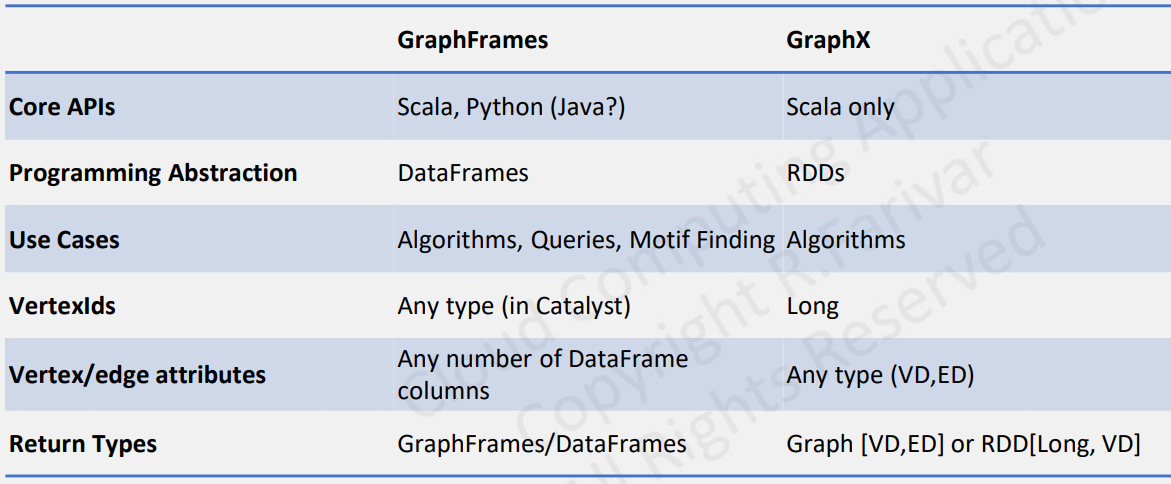 GraphFrames GraphX
Core APIs Scala, Python (Java?) Scala only
Programming Abstraction DataFrames RDDs
Use Cases Algorithms, Queries, Motif Finding Algorithms
VertexIds Any type (in Catalyst) Long
Vertex/edge attributes Any number of DataFrame
columns Any type (VD,ED)
Return Types GraphFrames/DataFrames Graph [VD,ED] or RDD[Long, VD]
Cloud Computing
Copyright R.Farivar
All Rights Reserved